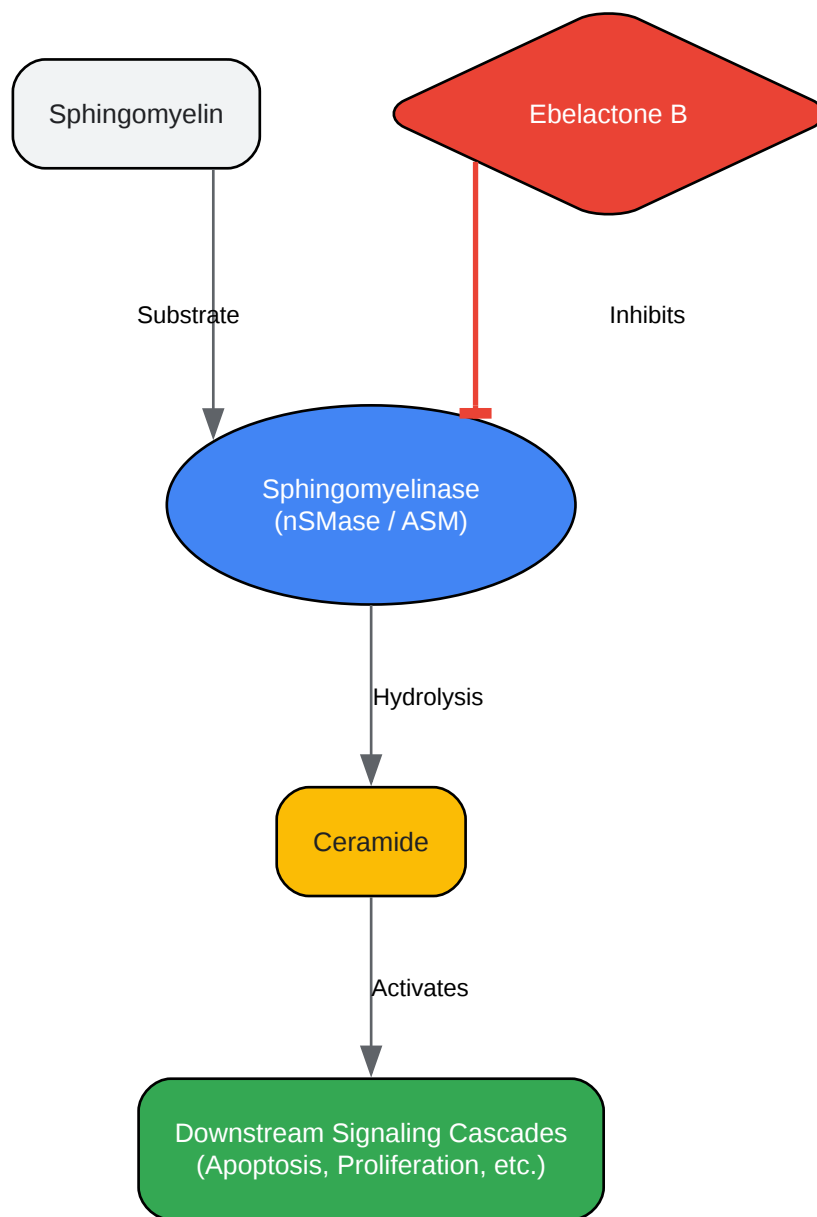 Sphingomyelin
Ebelactone B
Substrate
Inhibits
Sphingomyelinase
(nSMase / ASM)
Hydrolysis
Ceramide
Activates
Downstream Signaling Cascades
(Apoptosis, Proliferation, etc.)